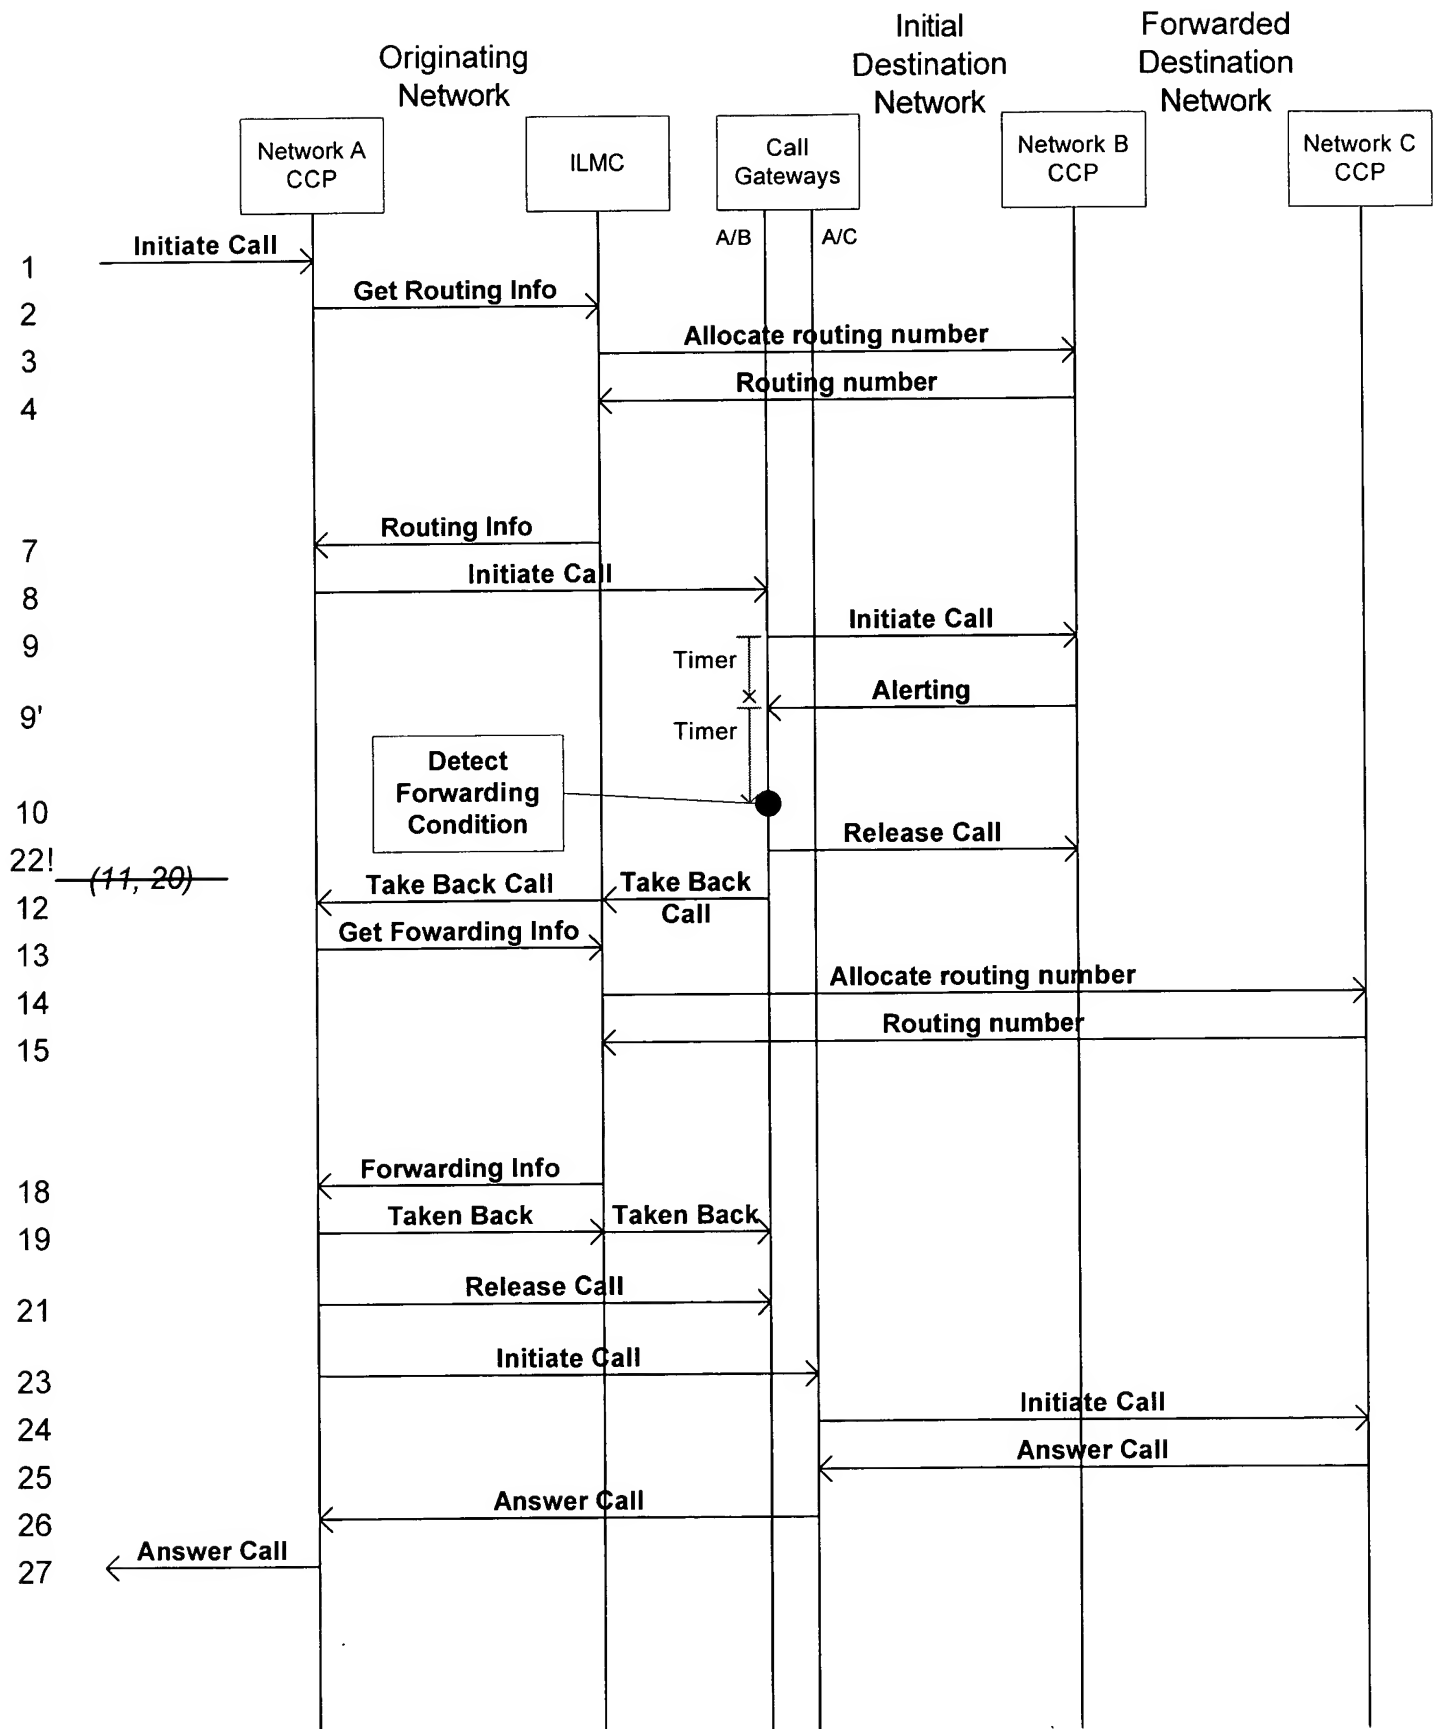 Originating
Network
Initial
Destination
Network
Forwarded
Destination
Network
Network A
CCP
ILMC
Call
Gateways
Network B
CCP
Network C
CCP
A/B
A/C
1
Initiate Call
2
Get Routing Info
3
Allocate routing number
4
Routing number
7
Routing Info
8
Initiate Call
9
Initiate Call
Timer
9'
Alerting
Timer
Detect
Forwarding
Condition
10
22!
Release Call
(11, 20)
12
Take Back Call
Take Back
Call
13
Get Fowarding Info
14
Allocate routing number
15
Routing number
18
Forwarding Info
19
Taken Back
Taken Back
21
Release Call
23
Initiate Call
24
Initiate Call
25
Answer Call
26
Answer Call
27
Answer Call